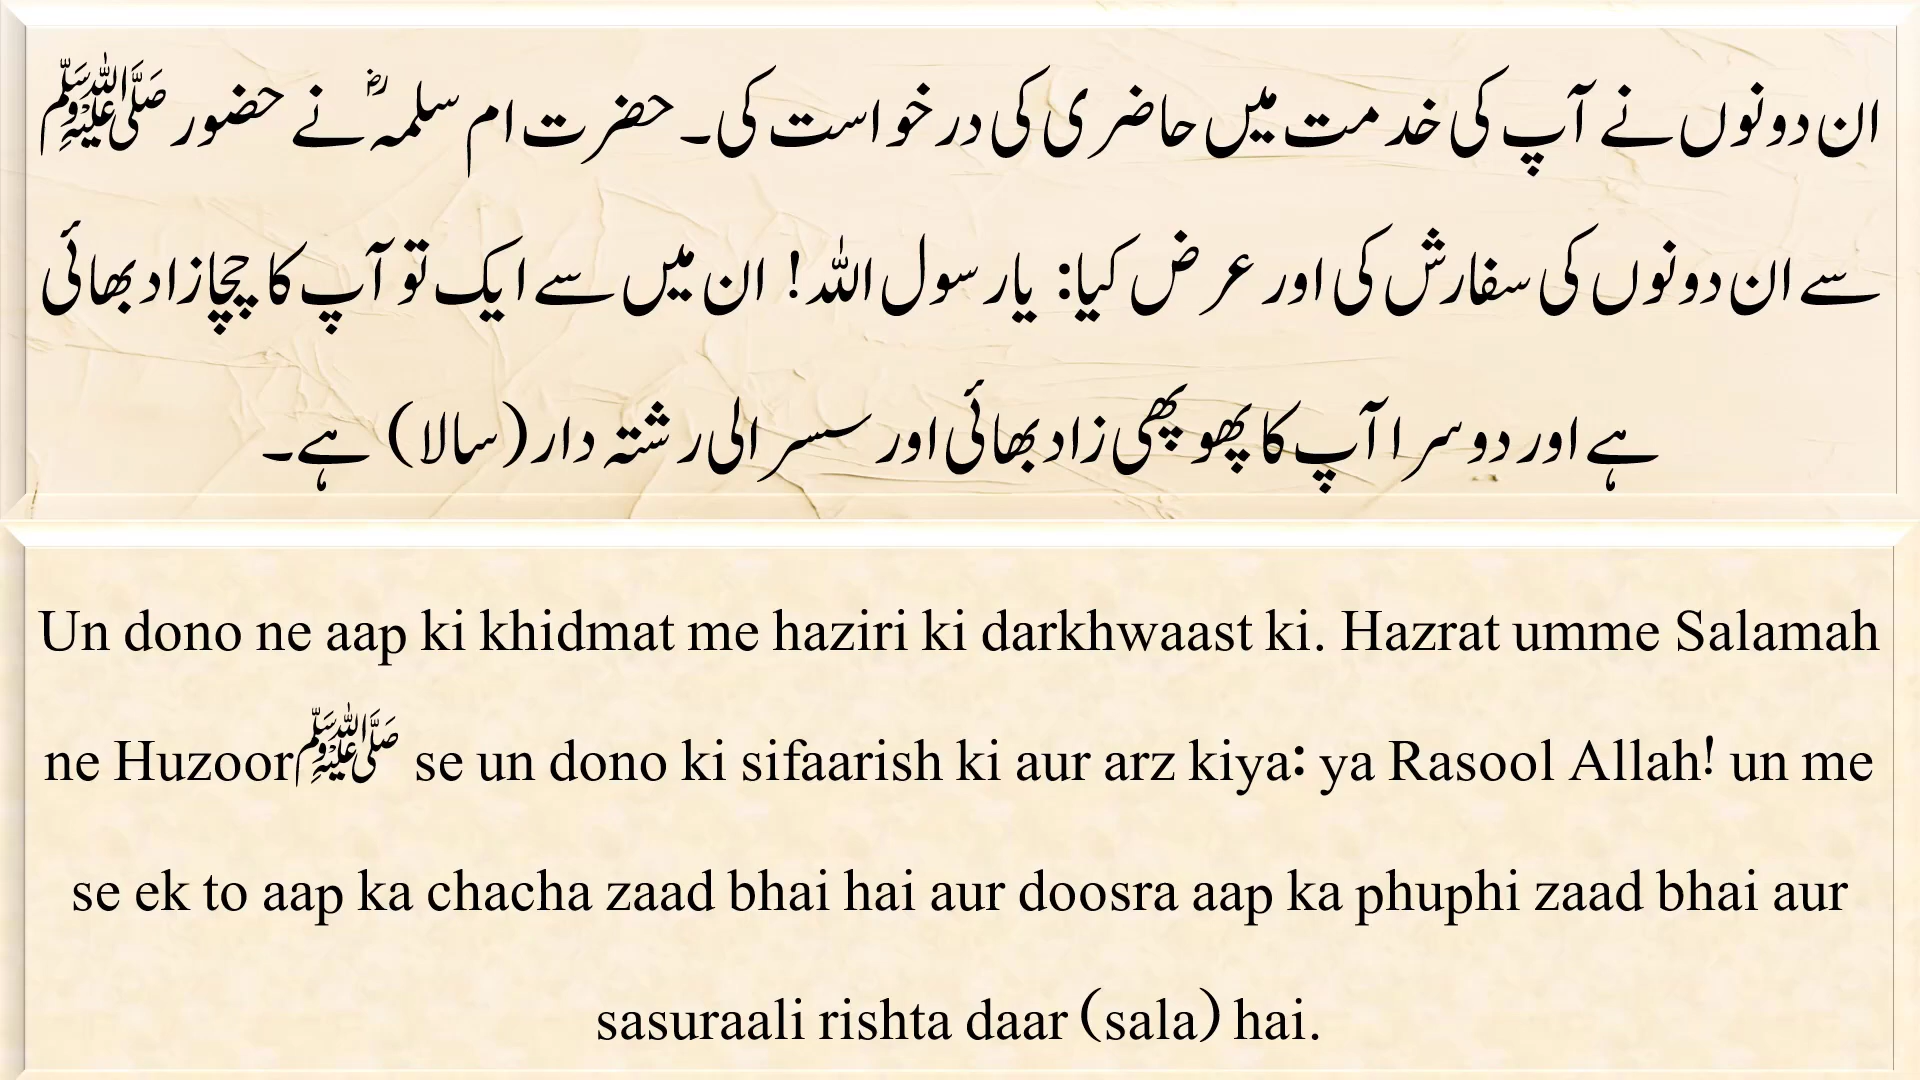 ان دونوں نے آپ کی خدمت میں حاضری کی درخواست کی۔ حضرت ام سلمہؓ نے حضور ﷺ
سے ان دونوں کی سفارش کی اور عرض کیا: یارسول اللہ! ان میں سے ایک تو آپ کا چچازاد بھائی
ہے اور دوسرا آپ کا پھوپھی زاد بھائی اور سسرالی رشتہ دار (سالا) ہے۔
Un dono ne aap ki khidmat me haziri ki darkhwaast ki. Hazrat umme Salamah
ne Huzoorﷺ se un dono ki sifaarish ki aur arz kiya: ya Rasool Allah! un me
se ek to aap ka chacha zaad bhai hai aur doosra aap ka phuphi zaad bhai aur
sasuraali rishta daar (sala) hai.